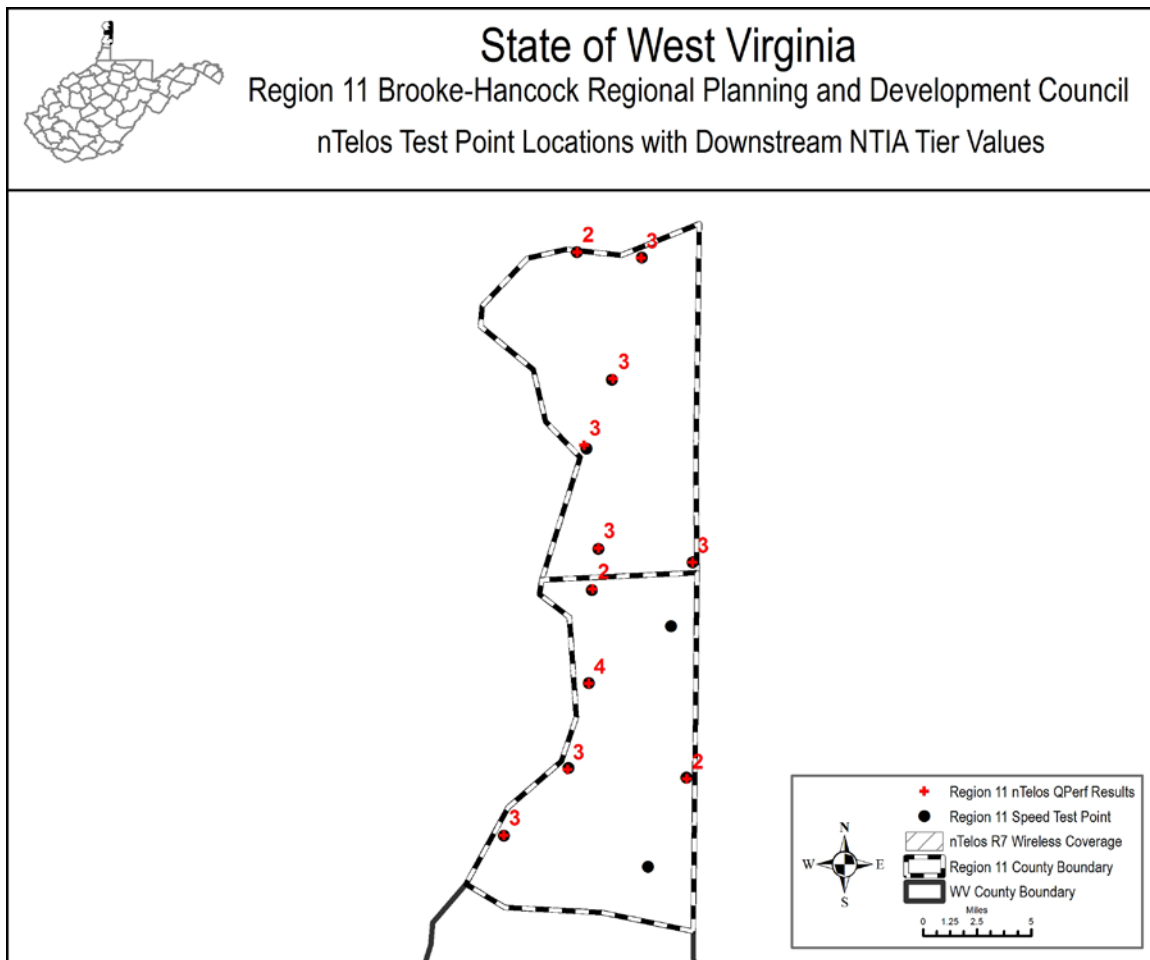 State of West Virginia
Region 11 Brooke-Hancock Regional Planning and Development Council
nTelos Test Point Locations with Downstream NTIA Tier Values
2
3
3
3
3
3
2
4
3
2
3
N
W
E
S
Region 11 nTelos QPerf Results
Region 11 Speed Test Point
nTelos R7 Wireless Coverage
Region 11 County Boundary
WV County Boundary
Miles
0 1.25 2.5 5